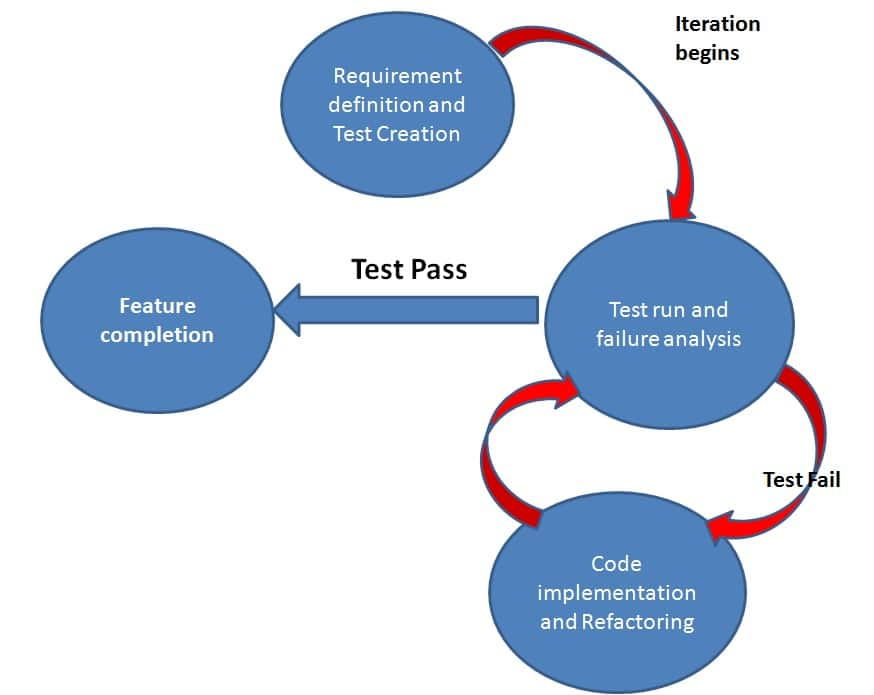 Iteration
begins
Requirement
definition and
Test Creation
Test Pass
Feature
completion
Test run and
failure analysis
Test Fail
Code
implementation
and Refactoring